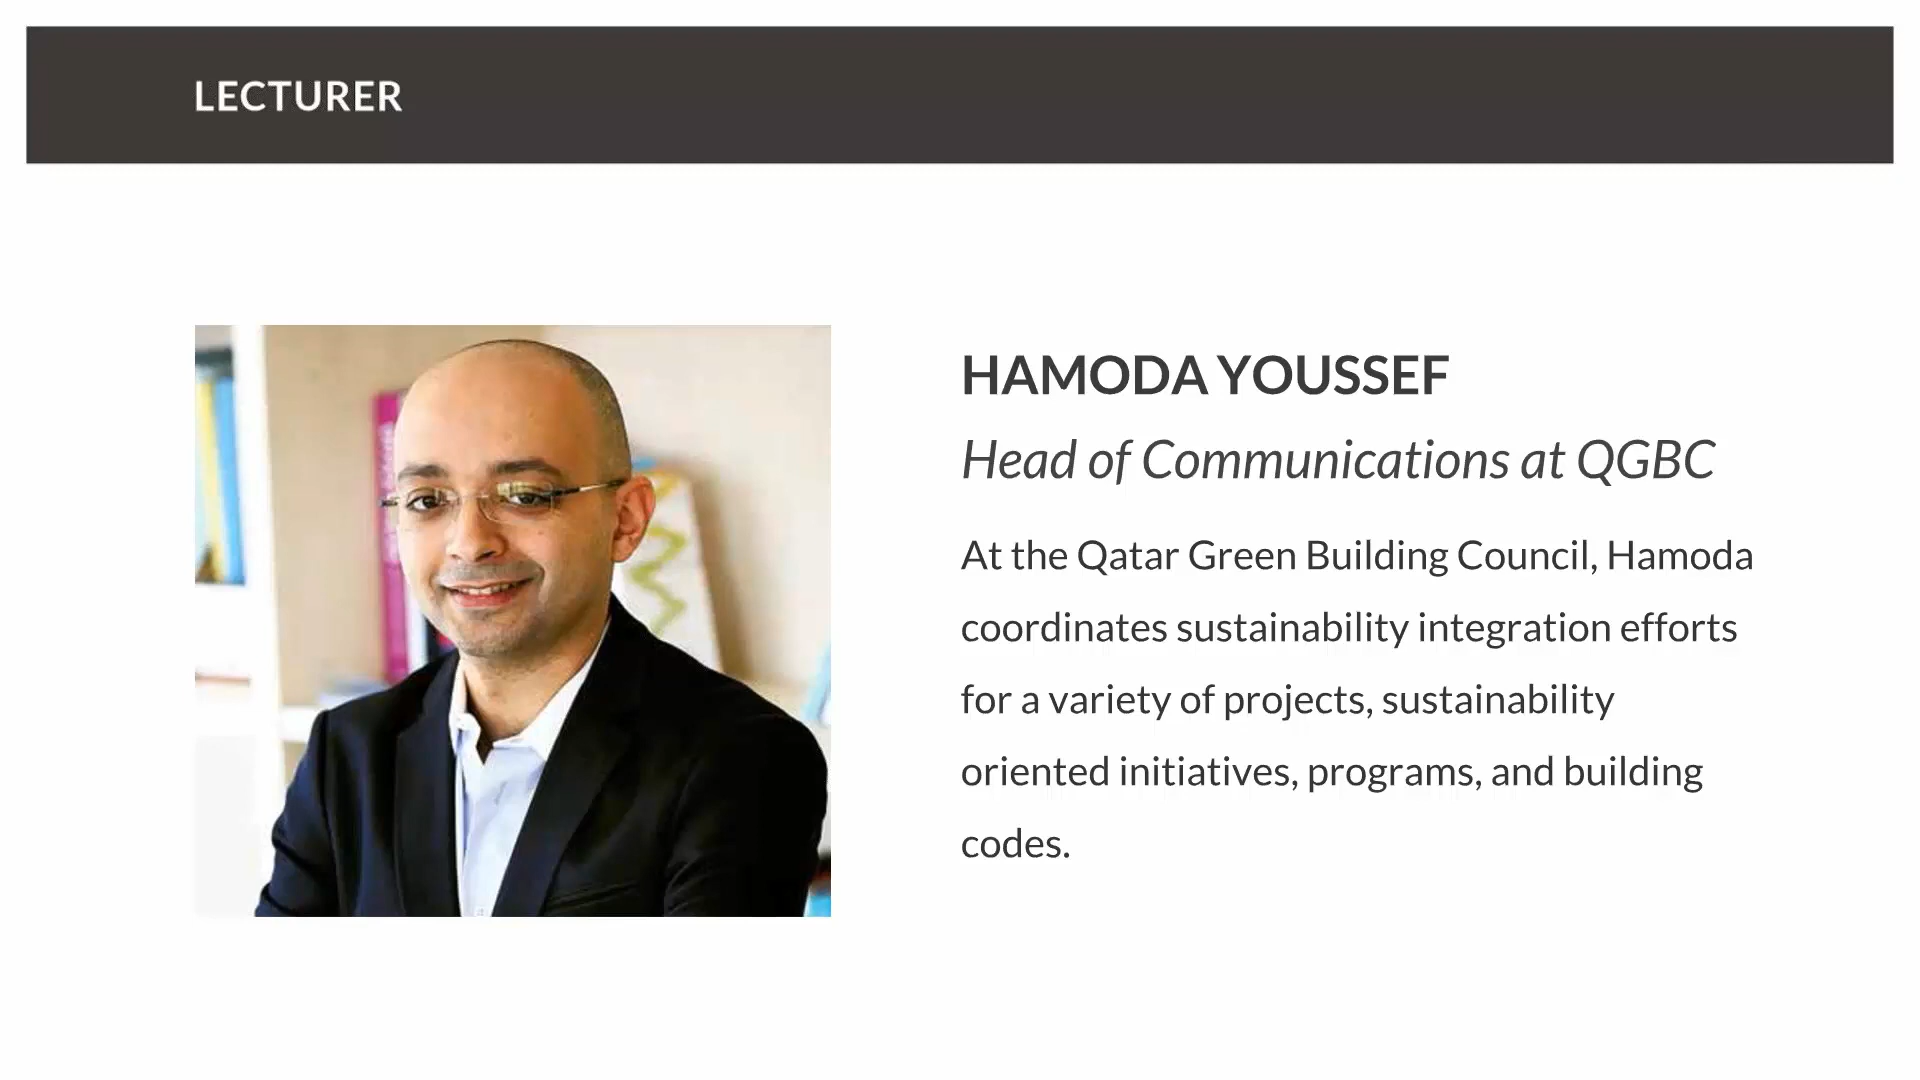 LECTURER
HAMODA YOUSSEF
Head of Communications at QGBC
At the Qatar Green Building Council, Hamoda
coordinates sustainability integration efforts
for a variety of projects, sustainability
oriented initiatives, programs, and building
codes.